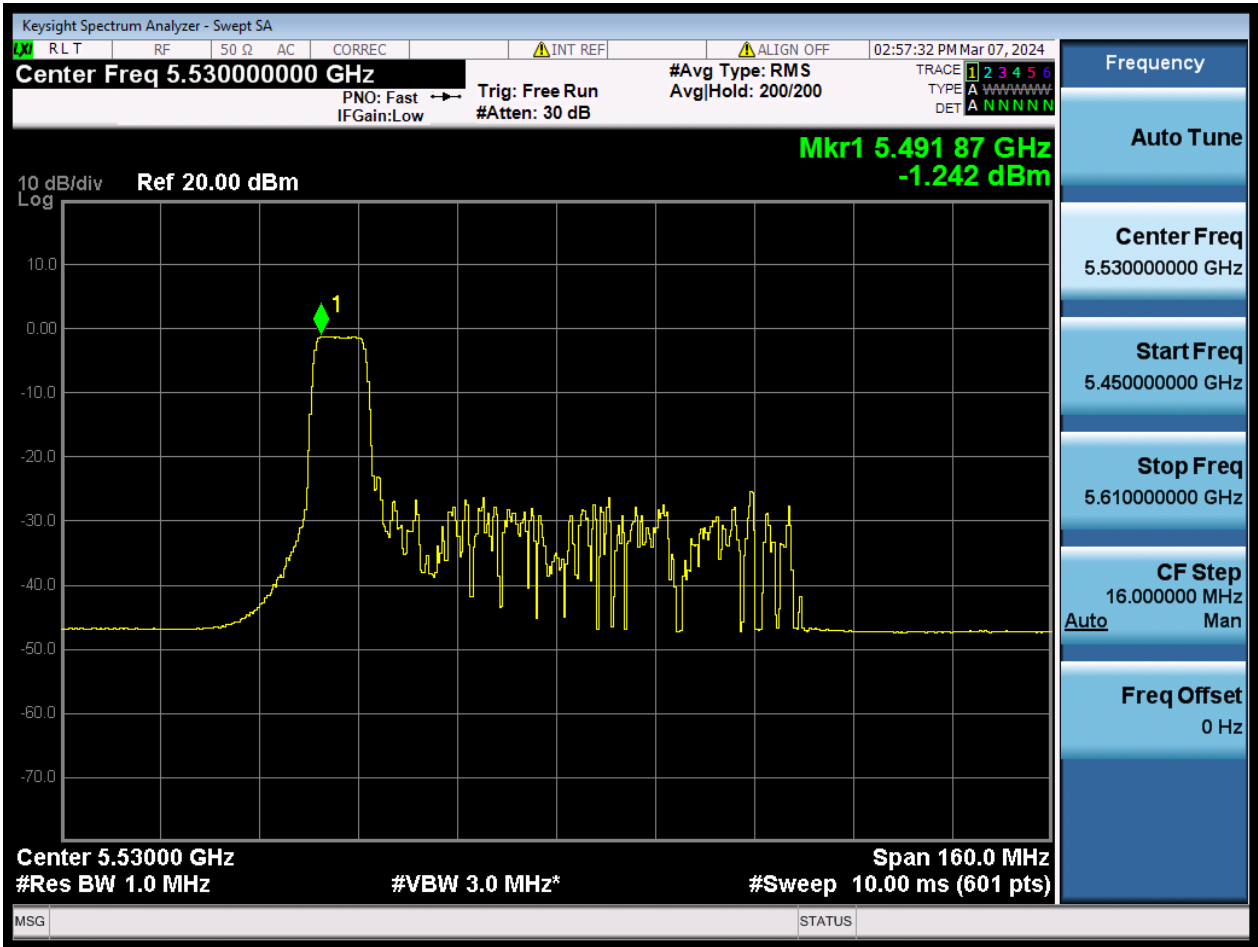 Keysight Spectrum Analyzer - Swept SA
LXI RLT RF 50 Ω AC CORREC INT REF ALIGN OFF 02:57:32 PM Mar 07, 2024
Center Freq 5.530000000 GHz
PNO: Fast
IFGain:Low
Trig: Free Run
#Atten: 30 dB
#Avg Type: RMS
Avg|Hold: 200/200
TRACE 1 2 3 4 5 6
TYPE A WWWWW
DET A N N N N N
Mkr1 5.491 87 GHz
-1.242 dBm
10 dB/div Ref 20.00 dBm
Log
10.0
1
0.00
-10.0
-20.0
-30.0
-40.0
-50.0
-60.0
-70.0
Center 5.53000 GHz Span 160.0 MHz
#Res BW 1.0 MHz #VBW 3.0 MHz* #Sweep 10.00 ms (601 pts)
MSG STATUS
Frequency
Auto Tune
Center Freq
5.530000000 GHz
Start Freq
5.450000000 GHz
Stop Freq
5.610000000 GHz
CF Step
16.000000 MHz
Auto Man
Freq Offset
0 Hz